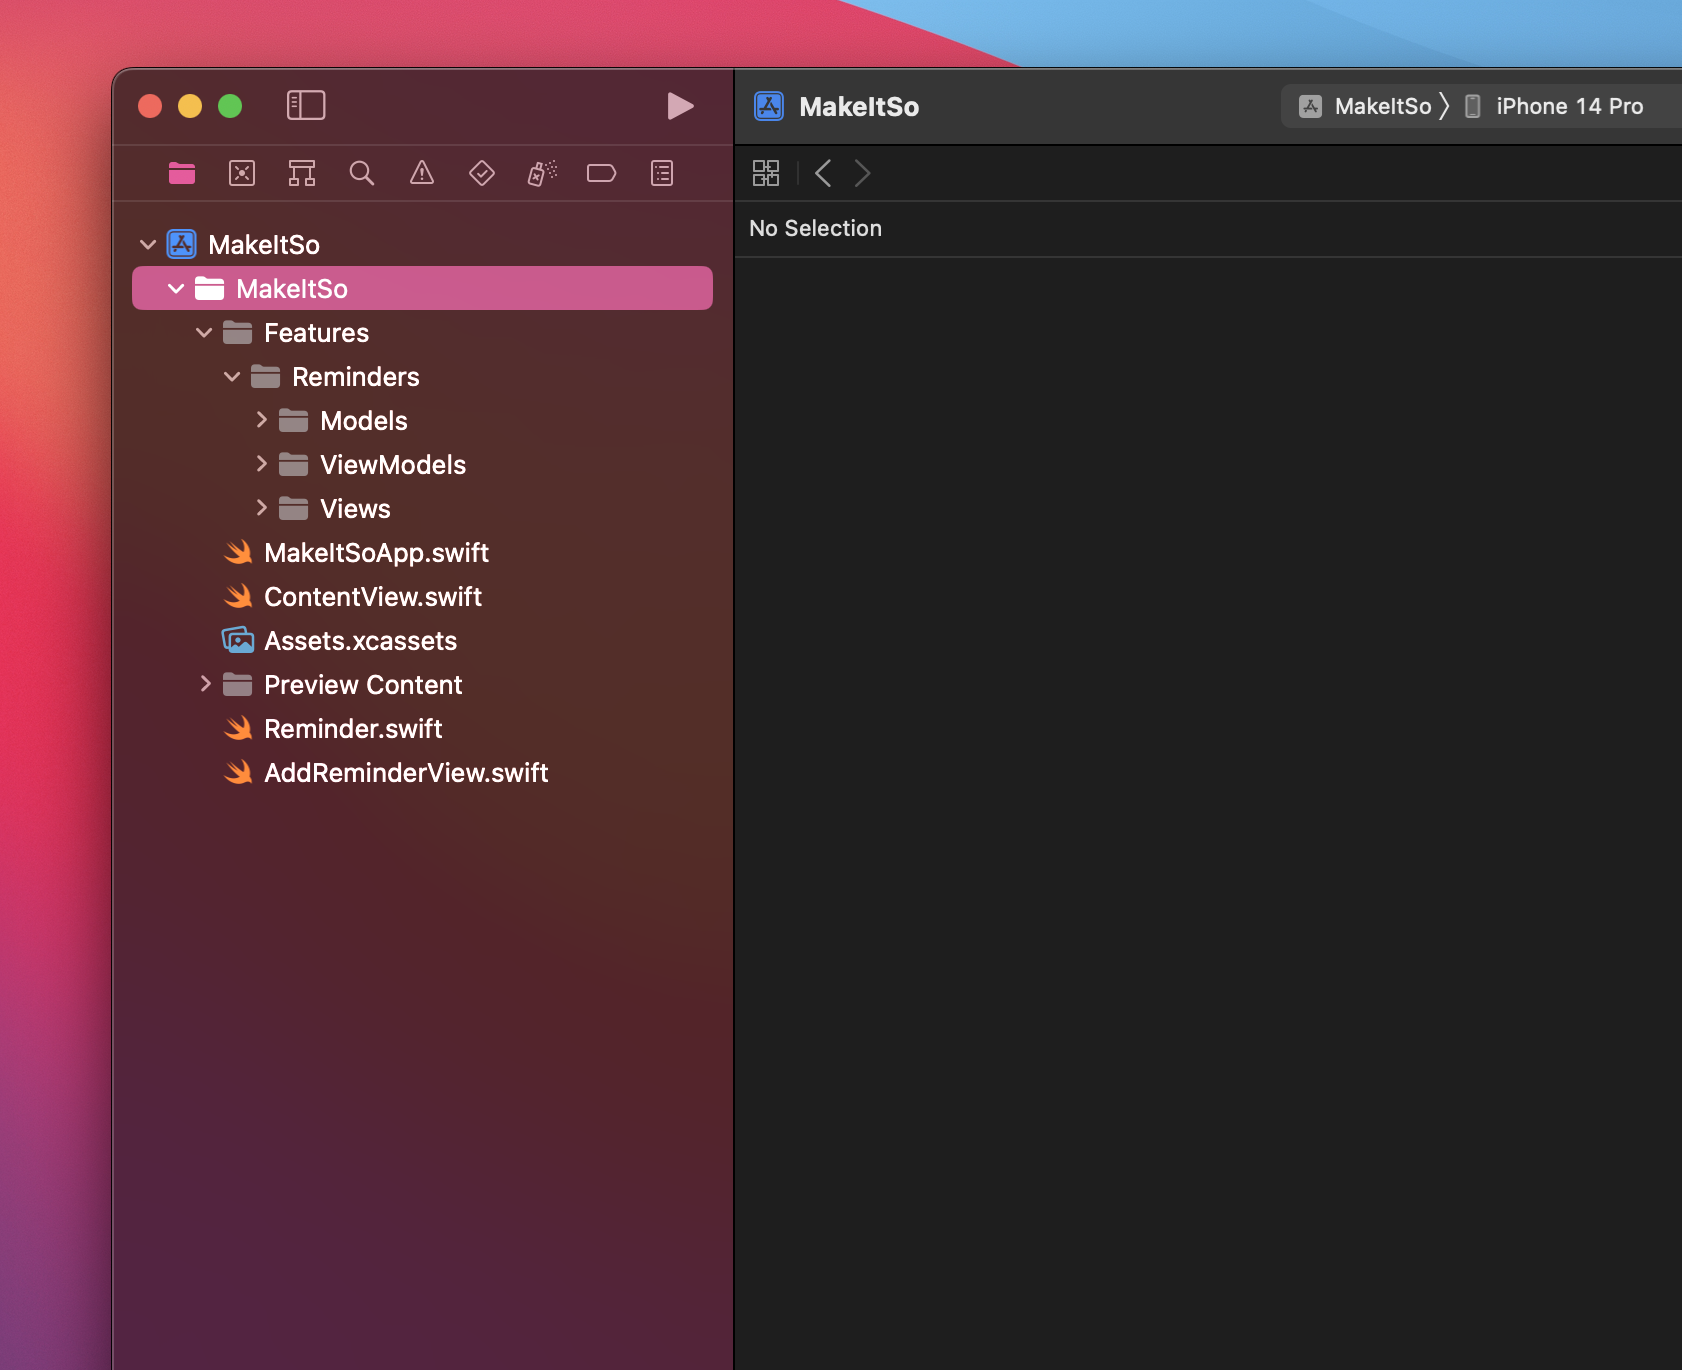 MakeItSo
MakeItSo
iPhone 14 Pro
No Selection
MakeItSo
MakeItSo
Features
Reminders
Models
ViewModels
Views
MakeItSoApp.swift
ContentView.swift
Assets.xcassets
Preview Content
Reminder.swift
AddReminderView.swift